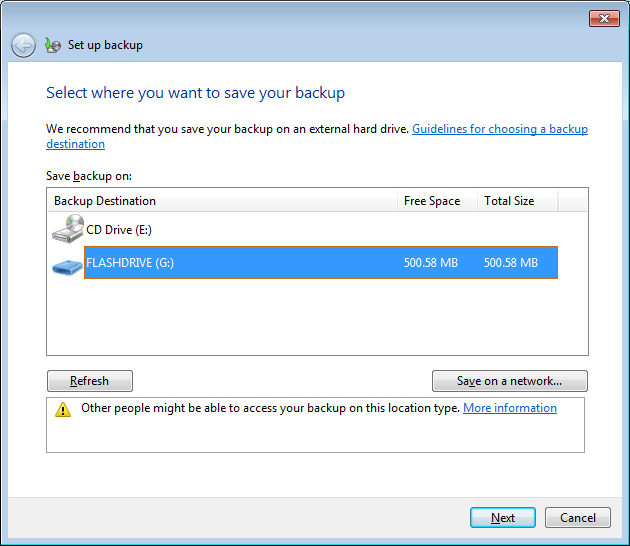 Set up backup
Select where you want to save your backup
We recommend that you save your backup on an external hard drive. Guidelines for choosing a backup
destination
Save backup on:
Backup Destination Free Space Total Size
CD Drive (E:)
FLASHDRIVE (G:) 500.58 MB 500.58 MB
Refresh Save on a network...
Other people might be able to access your backup on this location type. More information
Next Cancel